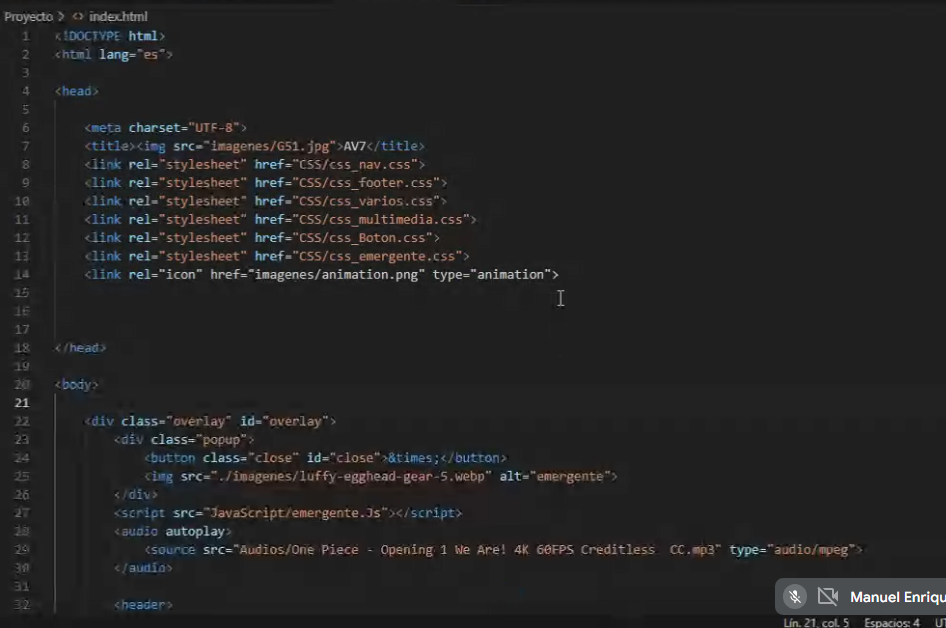 Proyecto > <> index.html
1 <!DOCTYPE html>
2 <html lang="es">
3
4 <head>
5
6 <meta charset="UTF-8">
7 <title><img src="imagenes/G51.jpg">AV7</title>
8 <link rel="stylesheet" href="CSS/css_nav.css">
9 <link rel="stylesheet" href="CSS/css_footer.css">
10 <link rel="stylesheet" href="CSS/css_varios.css">
11 <link rel="stylesheet" href="CSS/css_multimedia.css">
12 <link rel="stylesheet" href="CSS/css_Boton.css">
13 <link rel="stylesheet" href="CSS/css_emergente.css">
14 <link rel="icon" href="imagenes/animation.png" type="animation">
15
16
17
18 </head>
19
20 <body>
21
22 <div class="overlay" id="overlay">
23 <div class="popup">
24 <button class="close" id="close">&times;</button>
25 <img src="./imagenes/luffy-egghead-gear-5.webp" alt="emergente">
26 </div>
27 <script src="JavaScript/emergente.Js"></script>
28 <audio autoplay>
29 <source src="Audios/One Piece - Opening 1 We Are! 4K 60FPS Creditless  CC.mp3" type="audio/mpeg">
30 </audio>
31
32 <header>
Manuel Enriqu
Lín. 21, col. 5 Espacios: 4 UT